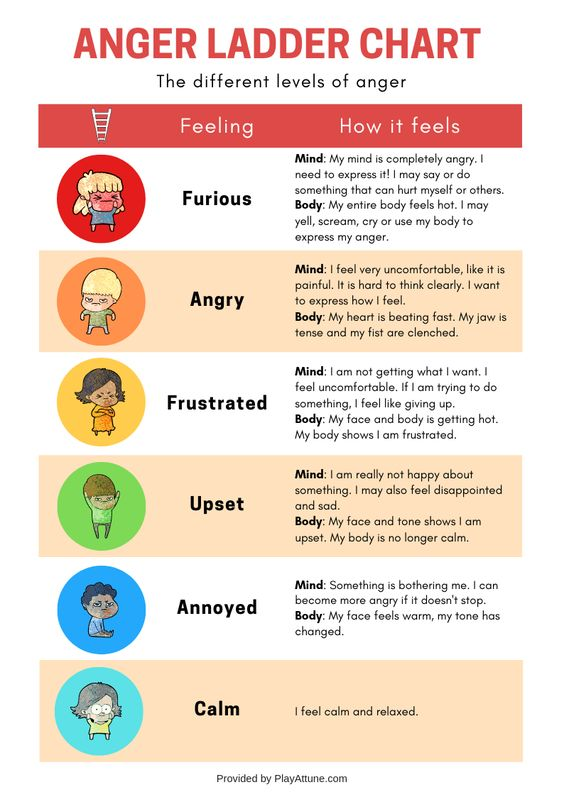 ANGER LADDER CHART
The different levels of anger
Feeling
How it feels
Furious
Mind: My mind is completely angry. I
need to express it! I may say or do
something that can hurt myself or others.
Body: My entire body feels hot. I may
yell, scream, cry or use my body to
express my anger.
Angry
Mind: I feel very uncomfortable, like it is
painful. It is hard to think clearly. I want
to express how I feel.
Body: My heart is beating fast. My jaw is
tense and my fist are clenched.
Frustrated
Mind: I am not getting what I want. I
feel uncomfortable. If I am trying to do
something, I feel like giving up.
Body: My face and body is getting hot.
My body shows I am frustrated.
Upset
Mind: I am really not happy about
something. I may also feel disappointed
and sad.
Body: My face and tone shows I am
upset. My body is no longer calm.
Annoyed
Mind: Something is bothering me. I can
become more angry if it doesn't stop.
Body: My face feels warm, my tone has
changed.
Calm
I feel calm and relaxed.
Provided by PlayAttune.com